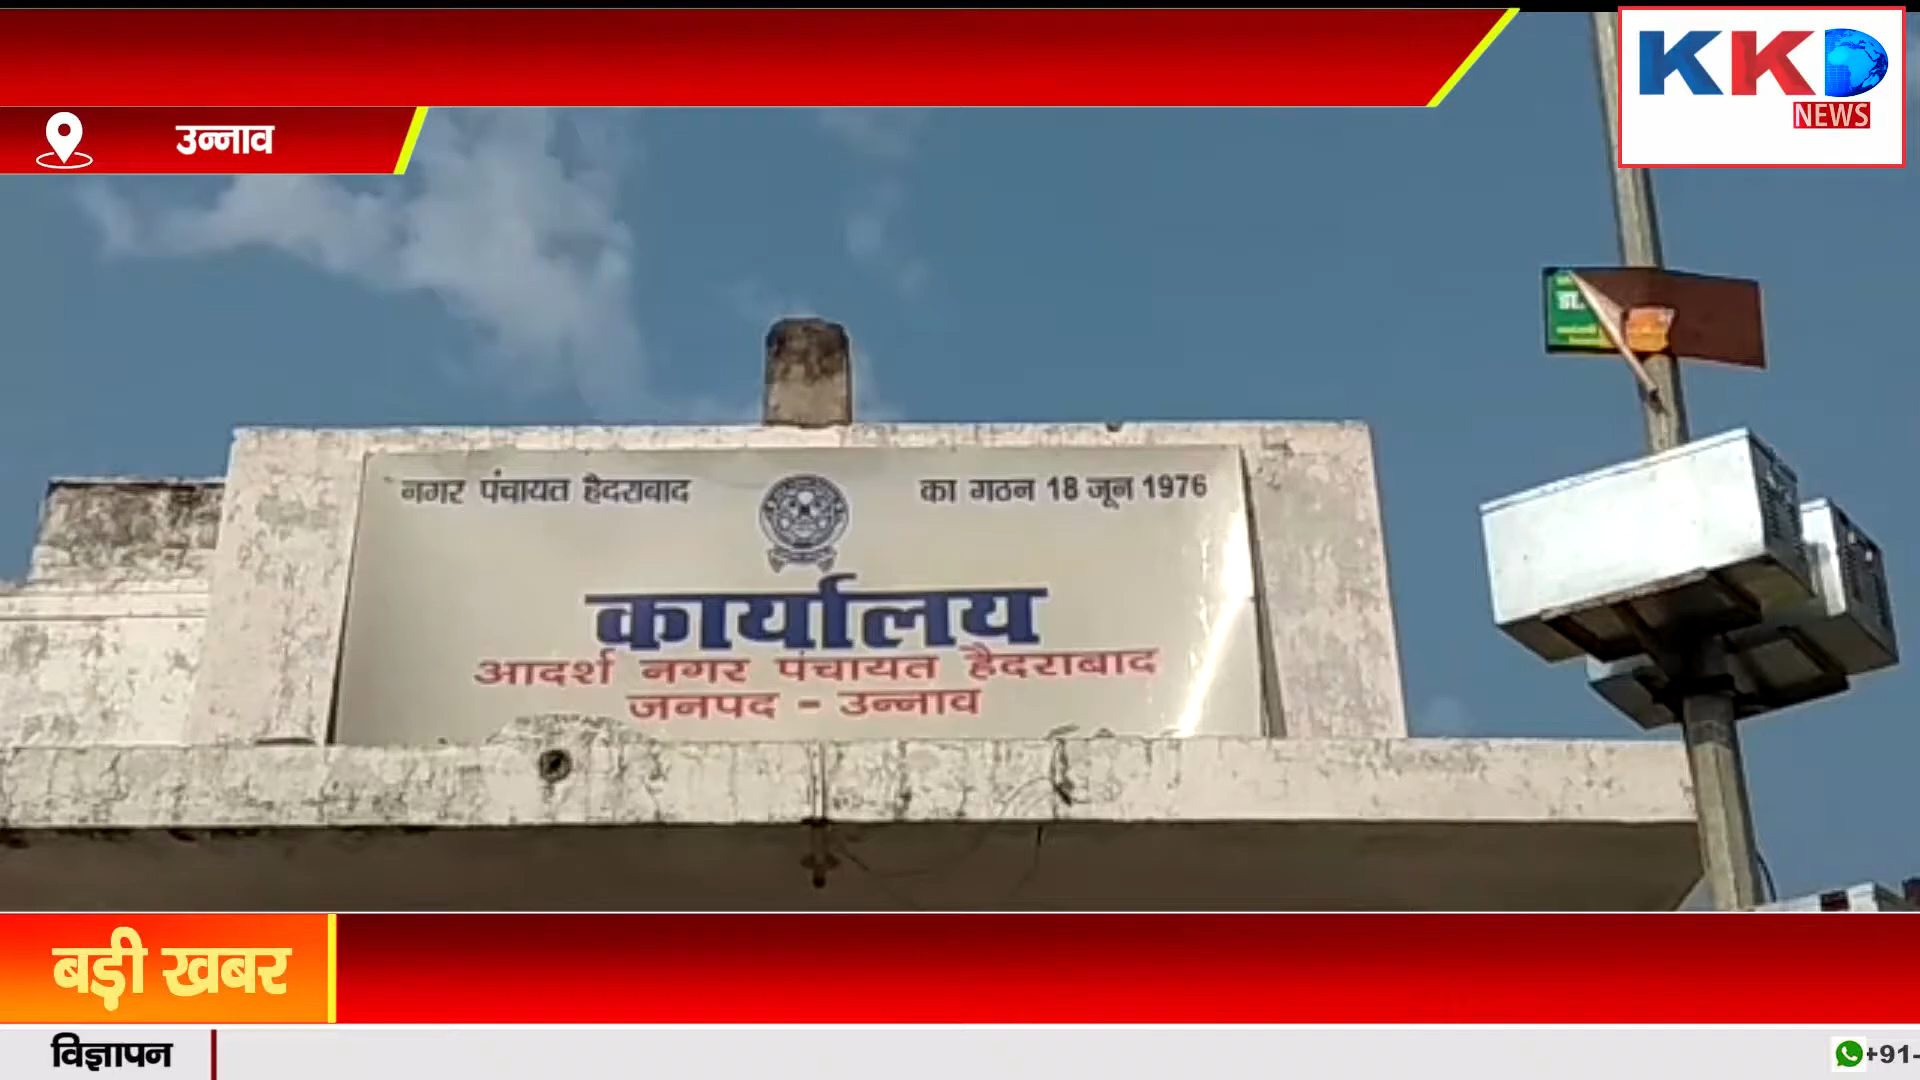 KKD
NEWS
उन्नाव
डा.
नगर पंचायत हैदराबाद
का गठन 18 जून 1976
कार्यालय
आदर्श नगर पंचायत हैदराबाद
जनपद - उन्नाव
बड़ी खबर
विज्ञापन
+91-